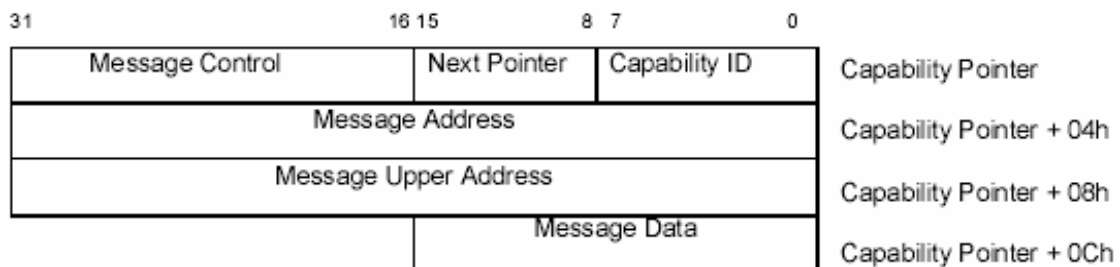 31 16 15 8 7 0
Message Control Next Pointer Capability ID Capability Pointer
Message Address Capability Pointer + 04h
Message Upper Address Capability Pointer + 08h
Message Data Capability Pointer + 0Ch